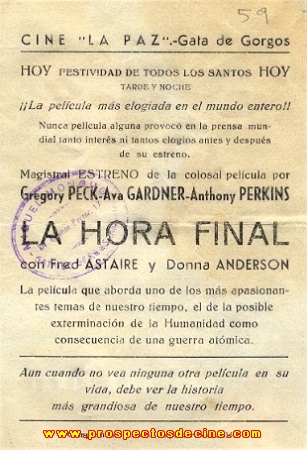 59
CINE "LA PAZ".-Gata de Gorgos
HOY FESTIVIDAD DE TODOS LOS SANTOS HOY
TARDE Y NOCHE
¡¡La película más elogiada en el mundo entero!!
Nunca película alguna provocó en la prensa mun-
dial tanto interés ni tantos elogios antes y después
de su estreno.
Magistral ESTRENO de la colosal película por
Gregory PECK-Ava GARDNER-Anthony PERKINS
LA HORA FINAL
con Fred ASTAIRE y Donna ANDERSON
La película que aborda uno de los más apasionan-
tes temas de nuestro tiempo, el de la posible
exterminación de la Humanidad como
consecuencia de una guerra atómica.
Aun cuando no vea ninguna otra película en su
vida, debe ver la historia
más grandiosa de nuestro tiempo.
www.prospectosdecine.com